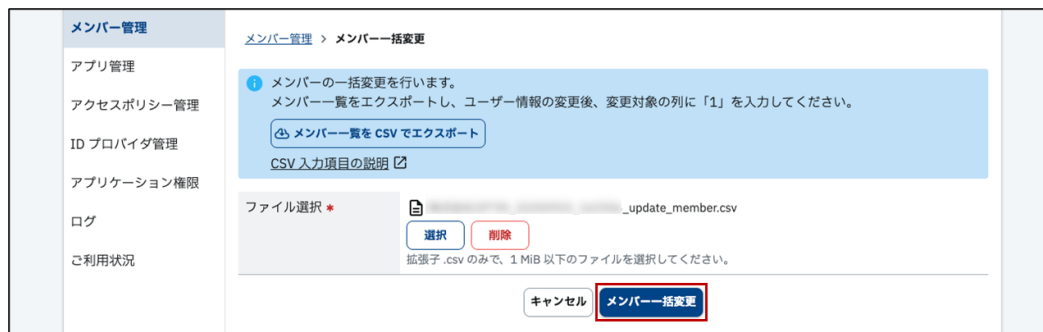 メンバー管理
メンバー管理 > メンバー一括変更
アプリ管理
アクセスポリシー管理
ID プロバイダ管理
アプリケーション権限
ログ
ご利用状況
メンバーの一括変更を行います。
メンバー一覧をエクスポートし、ユーザー情報の変更後、変更対象の列に「1」を入力してください。
メンバー一覧を CSV でエクスポート
CSV 入力項目の説明
ファイル選択 *
_update_member.csv
選択 削除
拡張子 .csv のみで、1 MiB 以下のファイルを選択してください。
キャンセル メンバー一括変更